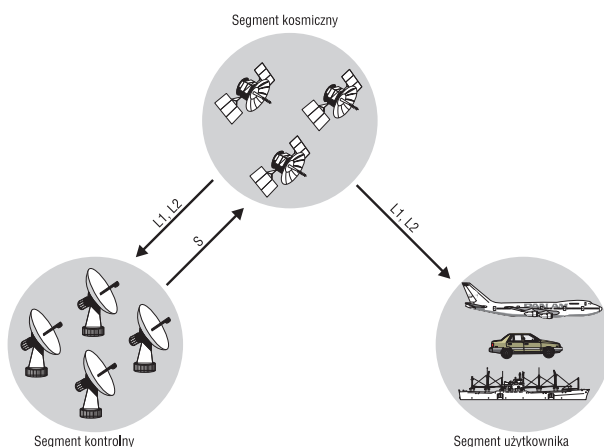 Segment kosmiczny
L1, L2
S
L1, L2
Segment kontrolny
Segment użytkownika